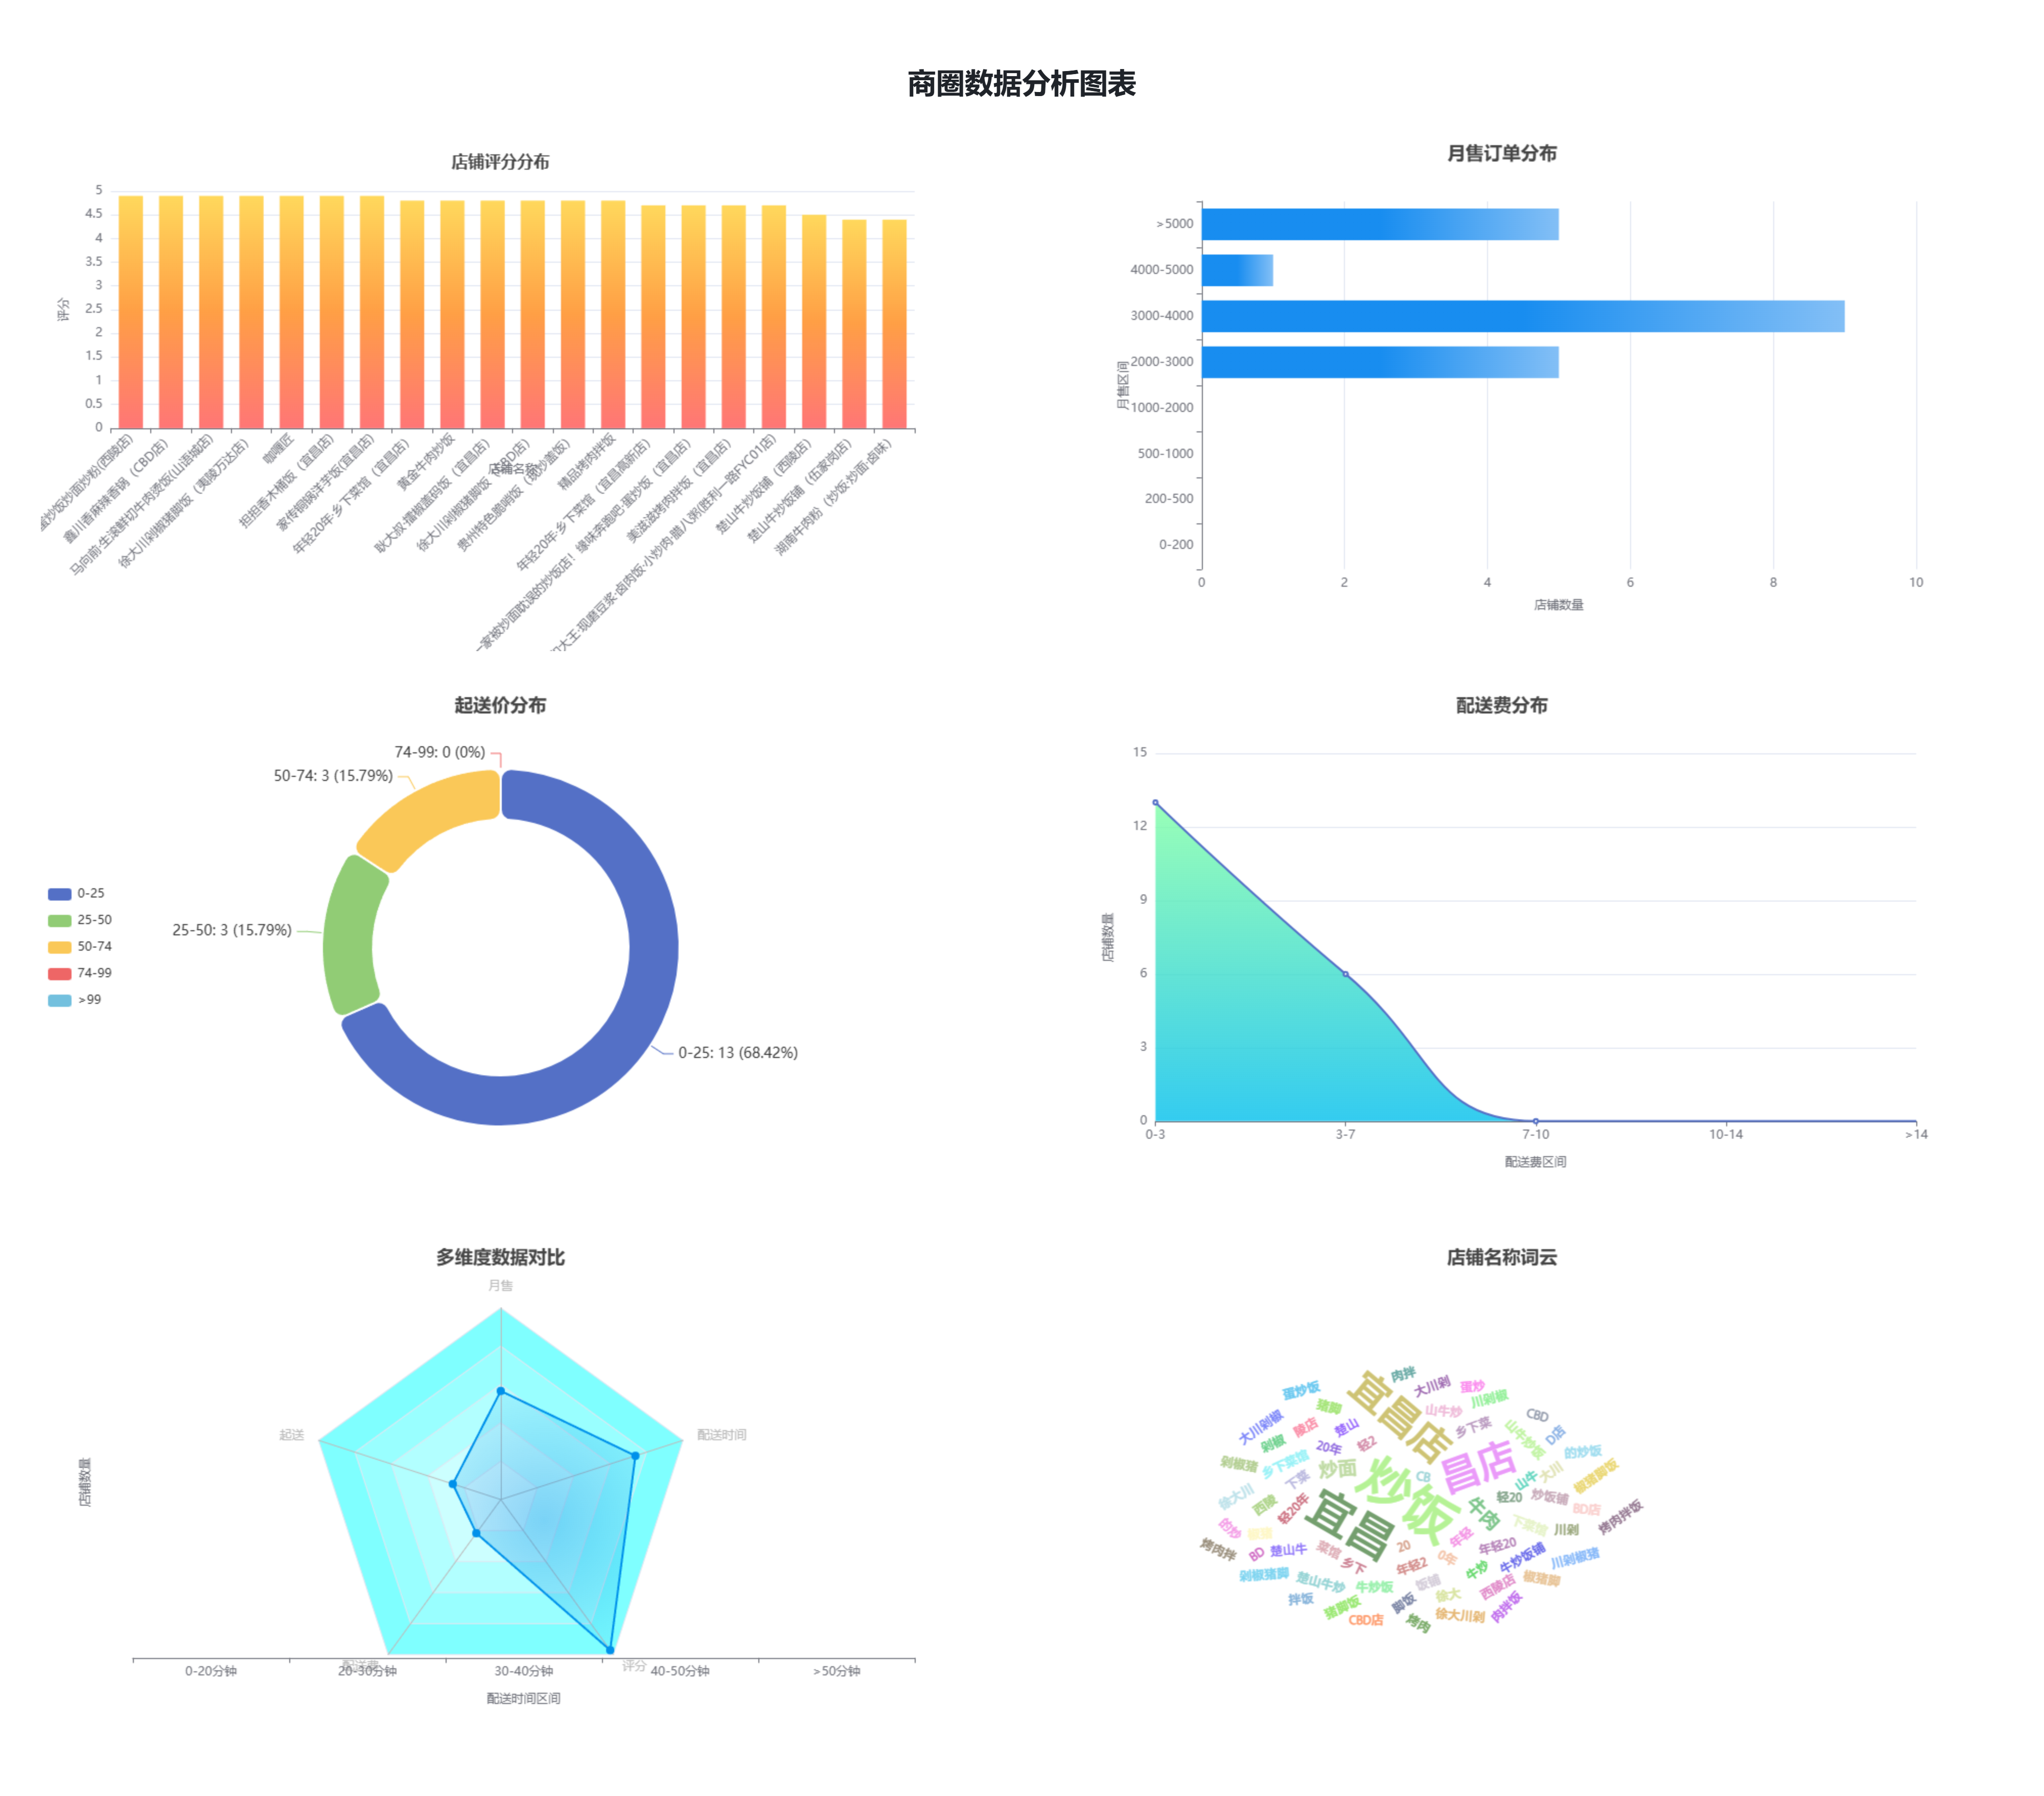 商圈数据分析图表
店铺评分分布
5
4.5
4
3.5
3
2.5
2
1.5
1
0.5
0
评分
蛋炒饭炒面炒粉(西陵店)
鑫川香麻辣香锅（CBD店）
马向前·生滚鲜切牛肉烫饭(山语城店)
徐大川剁椒猪脚饭（夷陵万达店）
咖喱匠
担担香木桶饭（宜昌店）
家传铜锅洋芋饭(宜昌店)
年轻20年·乡下菜馆（宜昌店）
黄金牛肉炒饭
耿大叔·擂椒盖码饭（宜昌店）
徐大川剁椒猪脚饭（CBD店）
贵州特色脆哨饭（现炒盖饭）
精品烤肉拌饭
年轻20年·乡下菜馆（宜昌高新店）
一家被炒面耽误的炒饭店！缘味奔跑吧·蛋炒饭（宜昌店）
美滋滋烤肉拌饭（宜昌店）
大王·现磨豆浆·卤肉饭·小炒肉·腊八粥(胜利一路FYC01店)
楚山牛炒饭铺（西陵店）
楚山牛炒饭铺（伍家岗店）
湖南牛肉粉（炒饭·炒面·卤味）
店铺名称
月售订单分布
>5000
4000-5000
3000-4000
2000-3000
1000-2000
500-1000
200-500
0-200
月售区间
0
2
4
6
8
10
店铺数量
起送价分布
74-99: 0 (0%)
50-74: 3 (15.79%)
25-50: 3 (15.79%)
0-25: 13 (68.42%)
0-25
25-50
50-74
74-99
>99
配送费分布
15
12
9
6
3
0
店铺数量
0-3
3-7
7-10
10-14
>14
配送费区间
多维度数据对比
月售
配送时间
起送
配送费
评分
店铺数量
0-20分钟
20-30分钟
30-40分钟
40-50分钟
>50分钟
配送时间区间
店铺名称词云
肉拌
宜昌店
大川剁
蛋炒
蛋炒饭
川剁椒
猪脚
山牛炒
CBD
大川剁椒
陵店
楚山
乡下菜
山牛炒饭
D店
剁椒
20年
轻2
的炒饭
剁椒猪
乡下菜馆
炒面
昌店
下菜
炒饭
CB
山牛
大川
椒猪脚饭
徐大川
西陵
轻20年
宜昌
牛肉
轻20
炒饭铺
BD店
烤肉拌饭
的炒
年轻
下菜馆
川剁
烤肉拌
BD
楚山牛
菜馆
乡下
20
0年
年轻20
年轻2
牛炒
牛炒饭铺
川剁椒猪
剁椒猪脚
楚山牛炒
牛炒饭
饭铺
西陵店
椒猪脚
拌饭
猪脚饭
脚饭
徐大
肉拌饭
CBD店
烤肉
徐大川剁